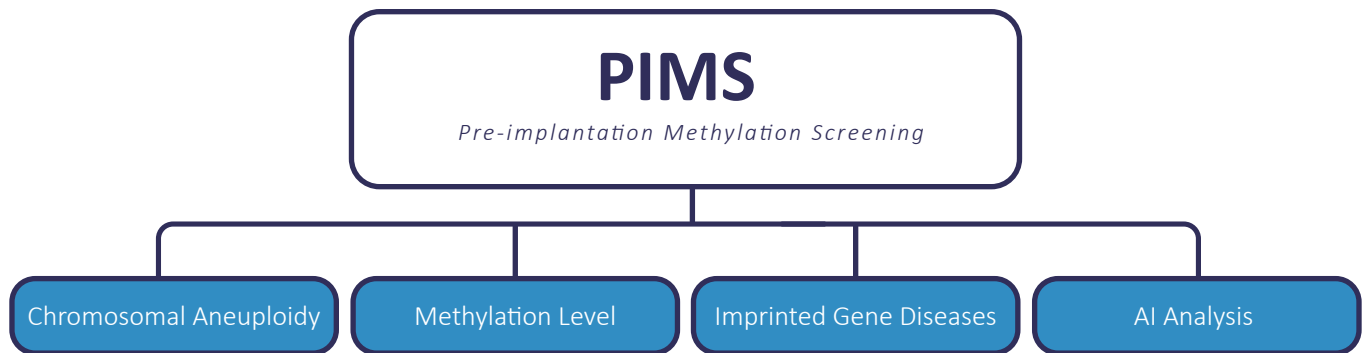 PIMS
Pre-implantation Methylation Screening
Chromosomal Aneuploidy
Methylation Level
Imprinted Gene Diseases
AI Analysis